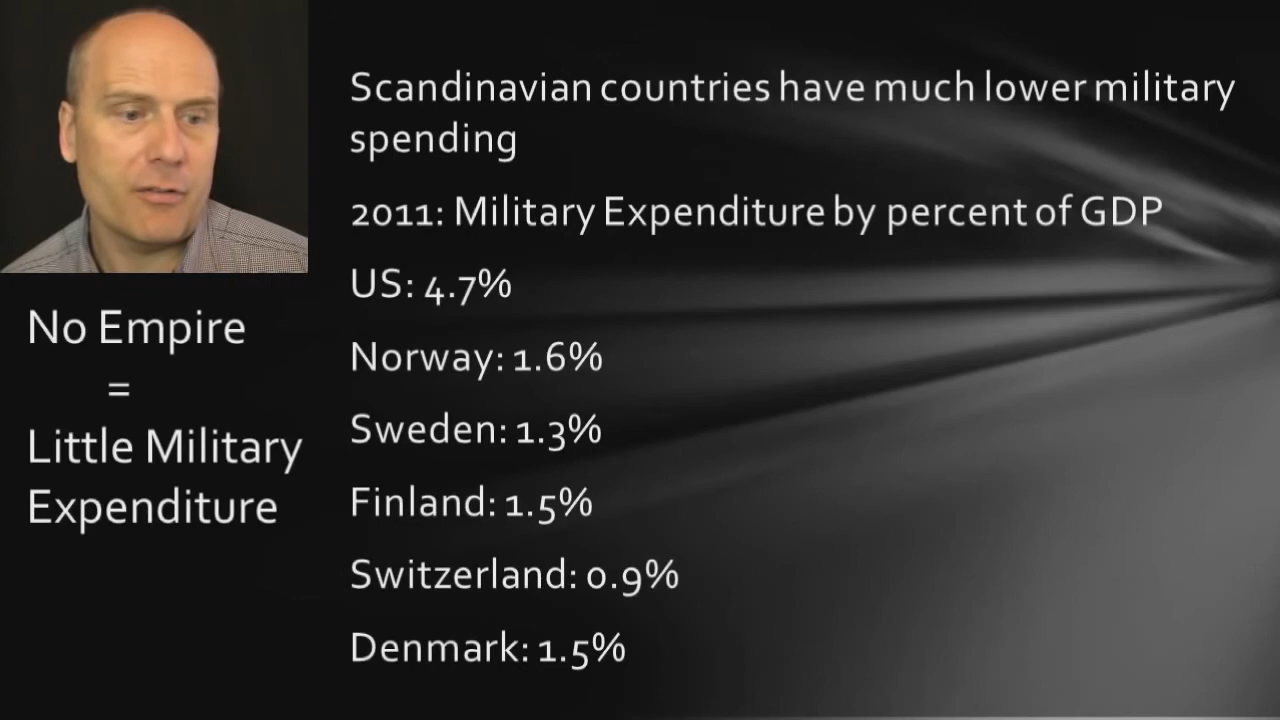 Scandinavian countries have much lower military
spending
2011: Military Expenditure by percent of GDP
US: 4.7%
Norway: 1.6%
Sweden: 1.3%
Finland: 1.5%
Switzerland: 0.9%
Denmark: 1.5%
No Empire
=
Little Military
Expenditure